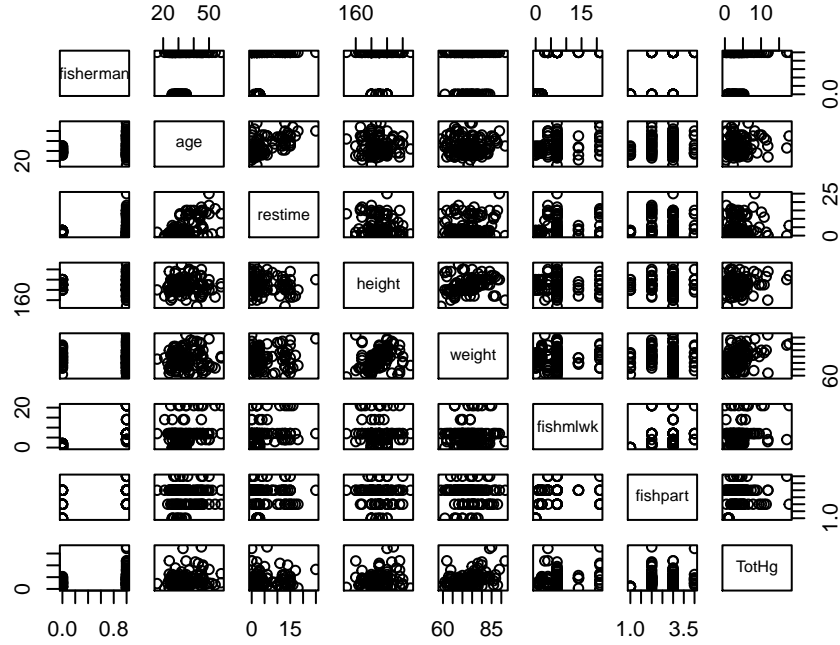 20 50 160 0 15 0 10
fisherman 0.0
20 age
restime 0 25
160 height
weight 60
0 20 fishmlwk
fishpart 1.0
0 TotHg
0.0 0.8 0 15 60 85 1.0 3.5